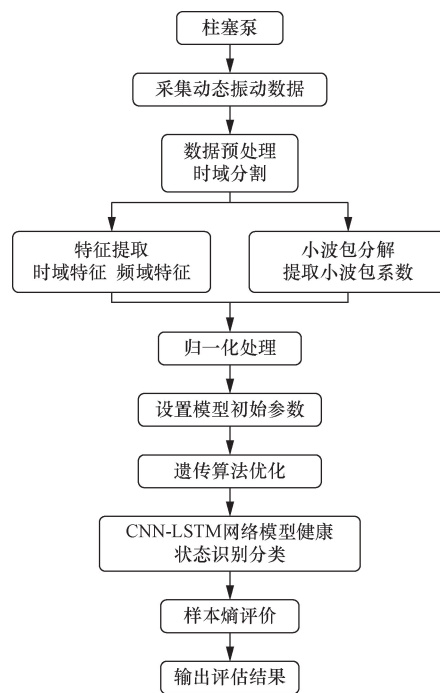 柱塞泵
采集动态振动数据
数据预处理
时域分割
特征提取
时域特征 频域特征
小波包分解
提取小波包系数
归一化处理
设置模型初始参数
遗传算法优化
CNN-LSTM网络模型健康
状态识别分类
样本熵评价
输出评估结果